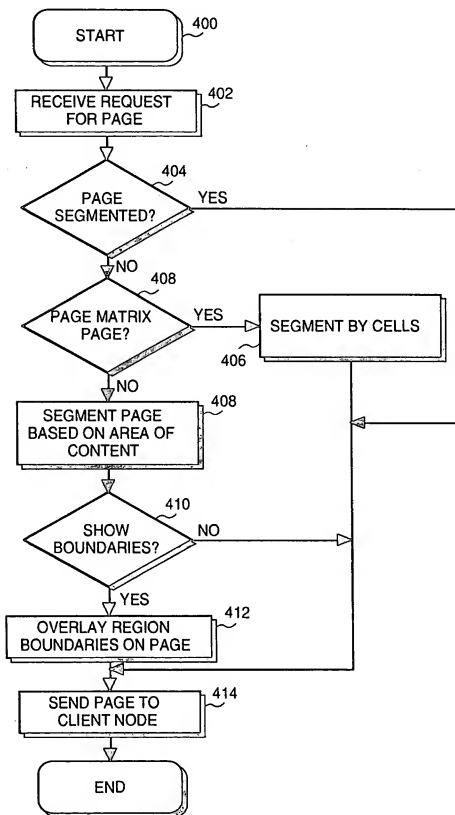 START
400
RECEIVE REQUEST
FOR PAGE
402
PAGE
SEGMENTED?
404
YES
NO
PAGE MATRIX
PAGE?
408
YES
SEGMENT BY CELLS
406
NO
SEGMENT PAGE
BASED ON AREA OF
CONTENT
408
SHOW
BOUNDARIES?
410
NO
YES
OVERLAY REGION
BOUNDARIES ON PAGE
412
SEND PAGE TO
CLIENT NODE
414
END